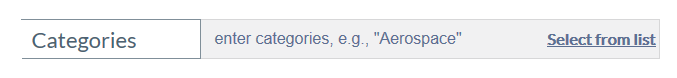 Categories enter categories, e.g., "Aerospace" Select from list